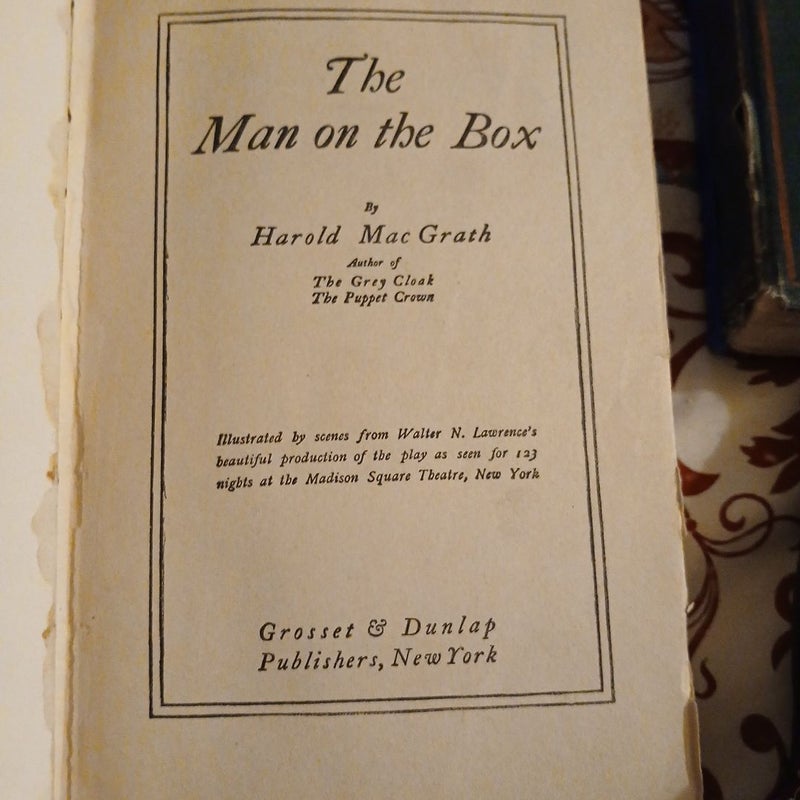 The
Man on the Box
By
Harold Mac Grath
Author of
The Grey Cloak
The Puppet Crown
Illustrated by scenes from Walter N. Lawrence's
beautiful production of the play as seen for 123
nights at the Madison Square Theatre, New York
Grosset & Dunlap
Publishers, New York